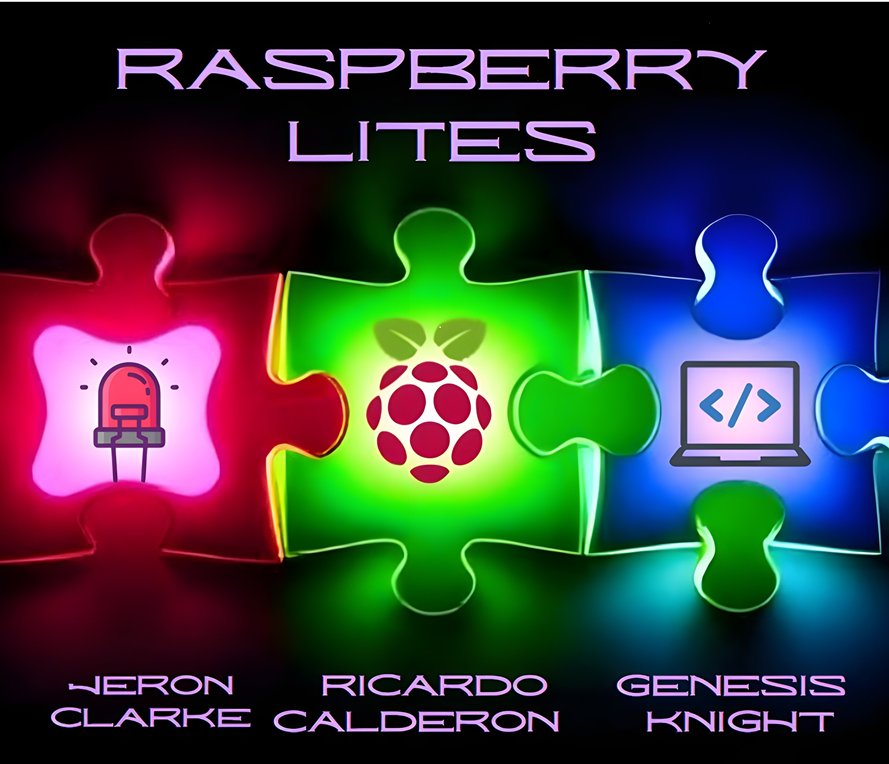 RASPBERRY
LITES
</>
JERON RICARDO GENESIS
CLARKE CALDERON KNIGHT